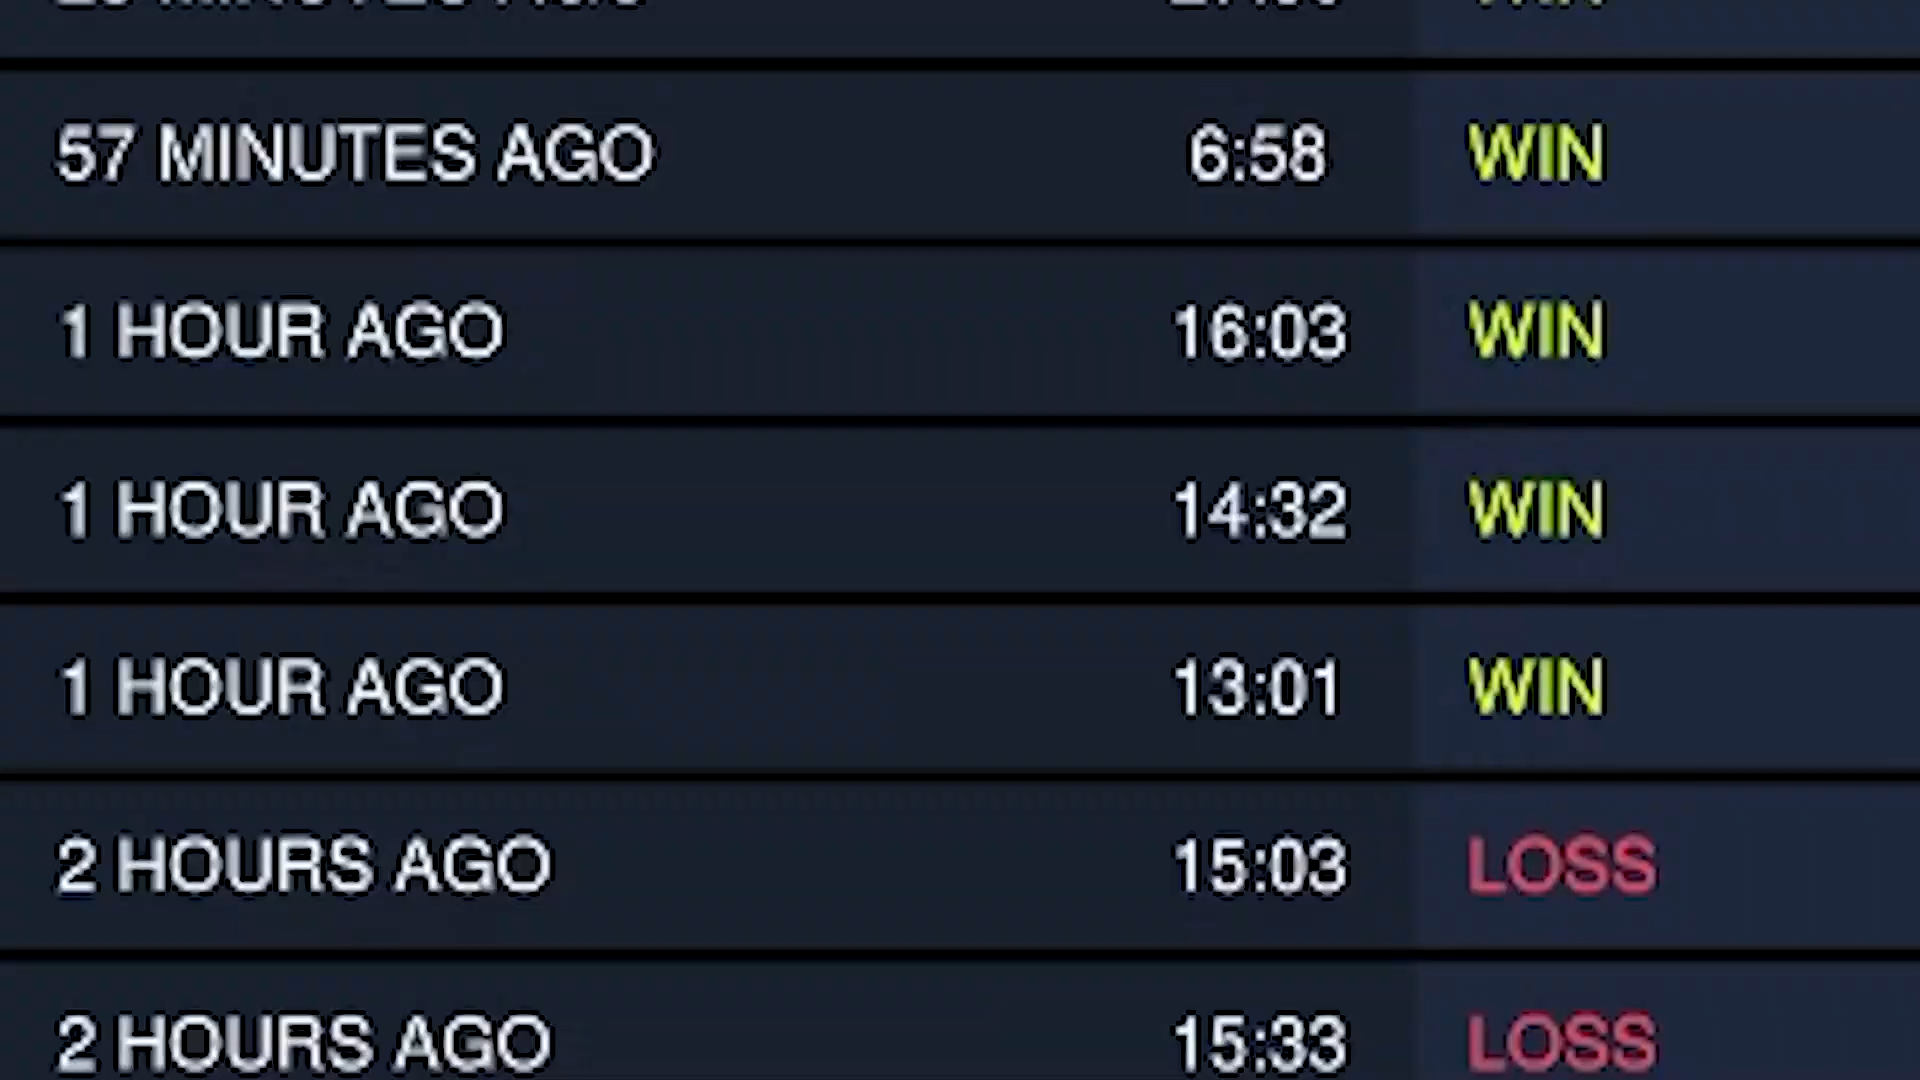 57 MINUTES AGO 6:58 WIN
1 HOUR AGO 16:03 WIN
1 HOUR AGO 14:32 WIN
1 HOUR AGO 13:01 WIN
2 HOURS AGO 15:03 LOSS
2 HOURS AGO 15:33 LOSS